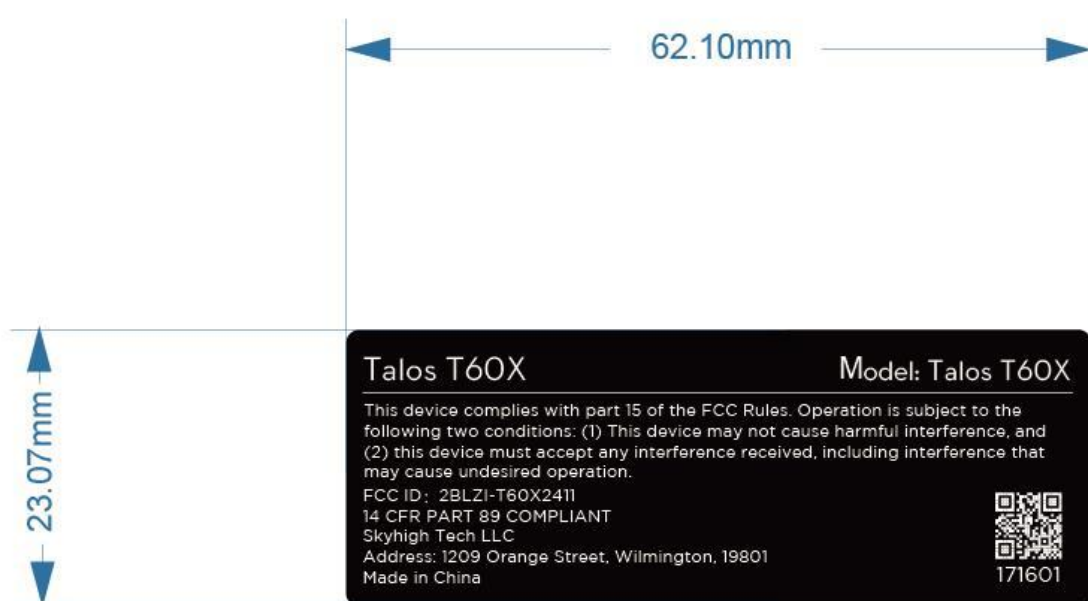 62.10mm
23.07mm
Talos T60X
Model: Talos T60X
This device complies with part 15 of the FCC Rules. Operation is subject to the
following two conditions: (1) This device may not cause harmful interference, and
(2) this device must accept any interference received, including interference that
may cause undesired operation.
FCC ID：2BLZI-T60X2411
14 CFR PART 89 COMPLIANT
Skyhigh Tech LLC
Address: 1209 Orange Street, Wilmington, 19801
Made in China
171601